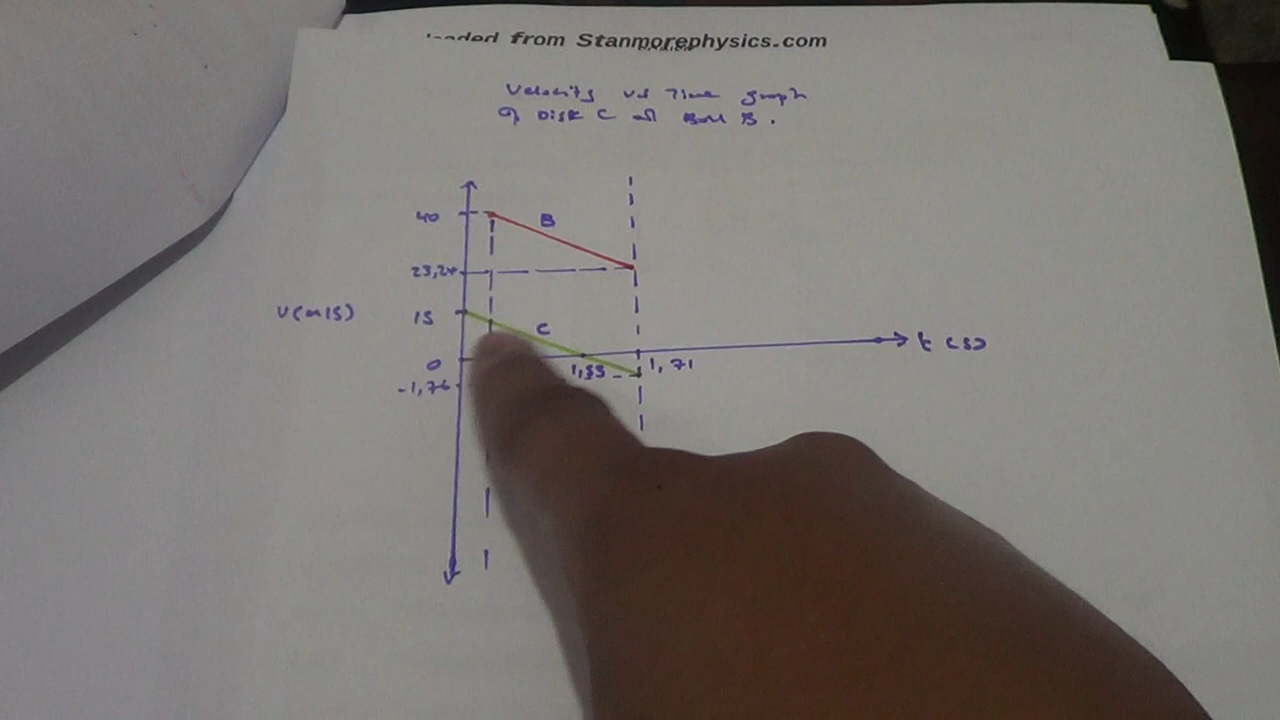 from Stanmorephysics.com
Velocity vs Time graph
of Disk C Ball B.
40
B
23,24
V(m/s)
15
C
0
t (s)
1,53
1,71
-1,76